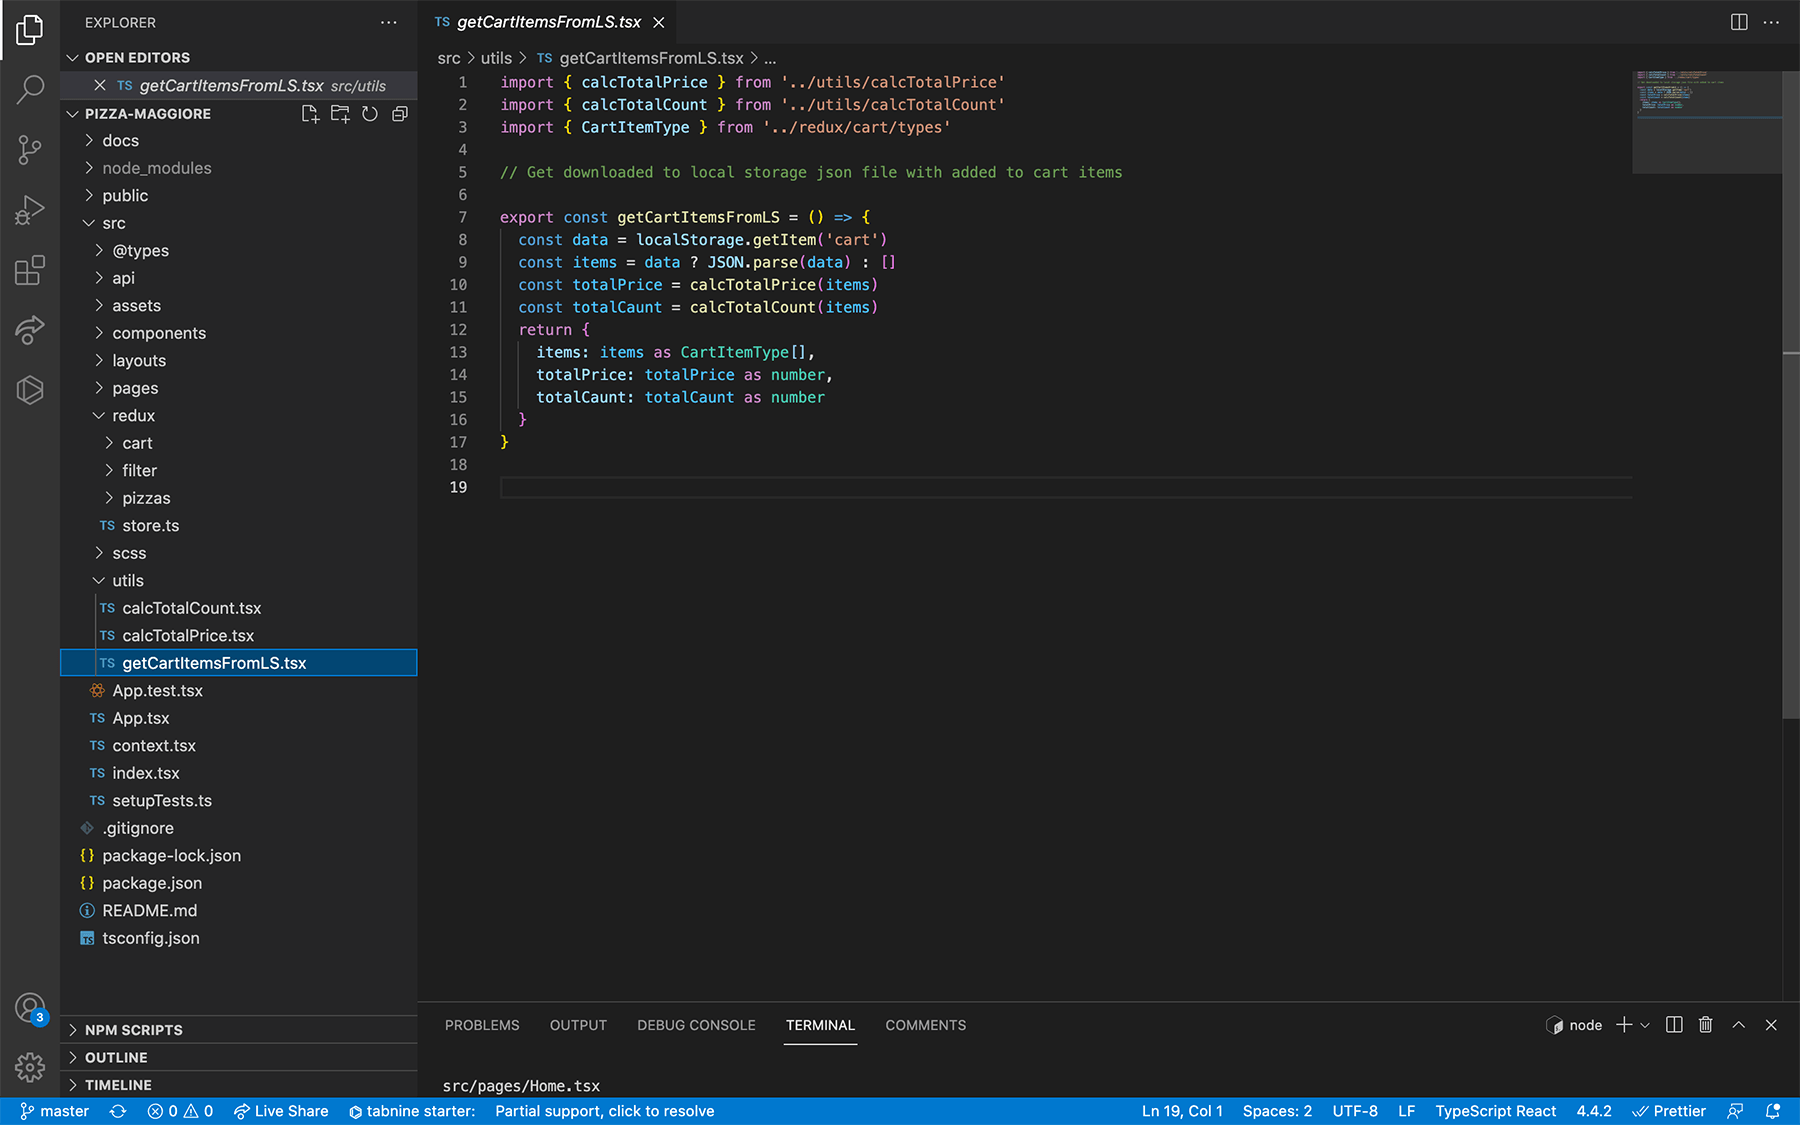 EXPLORER
OPEN EDITORS
TS getCartItemsFromLS.tsx src/utils
PIZZA-MAGGIORE
docs
node_modules
public
src
@types
api
assets
components
layouts
pages
redux
cart
filter
pizzas
TS store.ts
scss
utils
TS calcTotalCount.tsx
TS calcTotalPrice.tsx
TS getCartItemsFromLS.tsx
App.test.tsx
TS App.tsx
TS context.tsx
TS index.tsx
TS setupTests.ts
.gitignore
{} package-lock.json
{} package.json
README.md
TS tsconfig.json
NPM SCRIPTS
OUTLINE
TIMELINE
3
TS getCartItemsFromLS.tsx
src > utils > TS getCartItemsFromLS.tsx > ...
1 import { calcTotalPrice } from '../utils/calcTotalPrice'
2 import { calcTotalCount } from '../utils/calcTotalCount'
3 import { CartItemType } from '../redux/cart/types'
4
5 // Get downloaded to local storage json file with added to cart items
6
7 export const getCartItemsFromLS = () => {
8 const data = localStorage.getItem('cart')
9 const items = data ? JSON.parse(data) : []
10 const totalPrice = calcTotalPrice(items)
11 const totalCaunt = calcTotalCount(items)
12 return {
13 items: items as CartItemType[],
14 totalPrice: totalPrice as number,
15 totalCaunt: totalCaunt as number
16 }
17 }
18
19
PROBLEMS OUTPUT DEBUG CONSOLE TERMINAL COMMENTS node
src/pages/Home.tsx
master 0 0 Live Share tabnine starter: Partial support, click to resolve Ln 19, Col 1 Spaces: 2 UTF-8 LF TypeScript React 4.4.2 Prettier